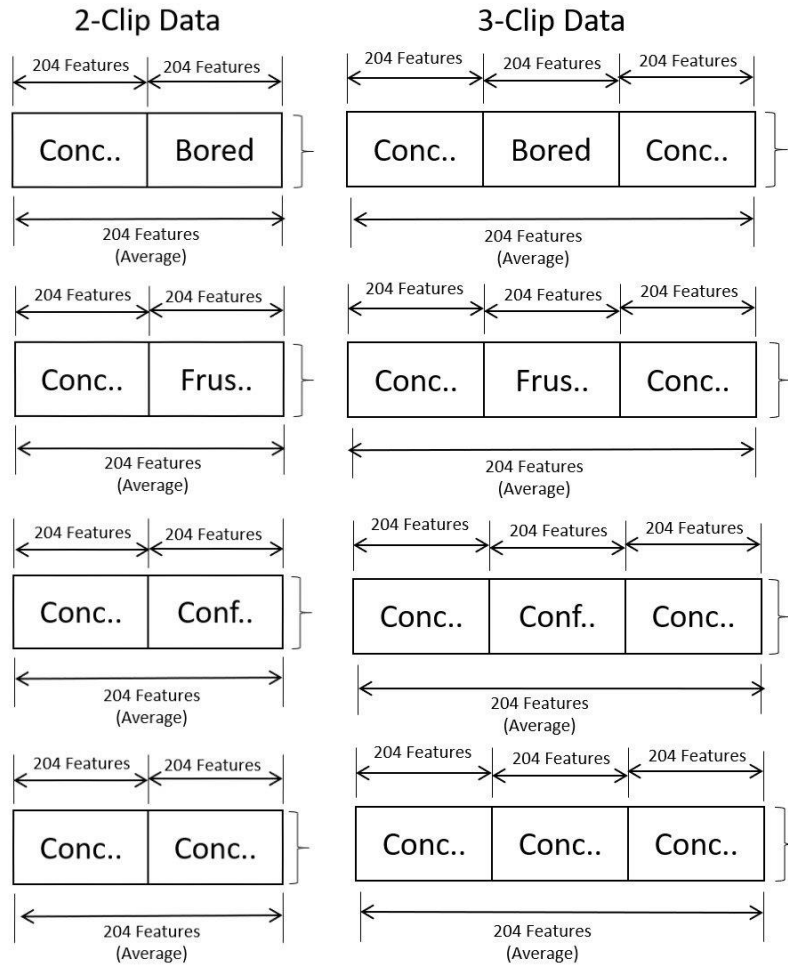 2-Clip Data
3-Clip Data
204 Features 204 Features
204 Features 204 Features 204 Features
Conc.. Bored
Conc.. Bored Conc..
204 Features
(Average)
204 Features
(Average)
204 Features 204 Features
204 Features 204 Features 204 Features
Conc.. Frus..
Conc.. Frus.. Conc..
204 Features
(Average)
204 Features
(Average)
204 Features 204 Features
204 Features 204 Features 204 Features
Conc.. Conf..
Conc.. Conf.. Conc..
204 Features
(Average)
204 Features
(Average)
204 Features 204 Features
204 Features 204 Features 204 Features
Conc.. Conc..
Conc.. Conc.. Conc..
204 Features
(Average)
204 Features
(Average)